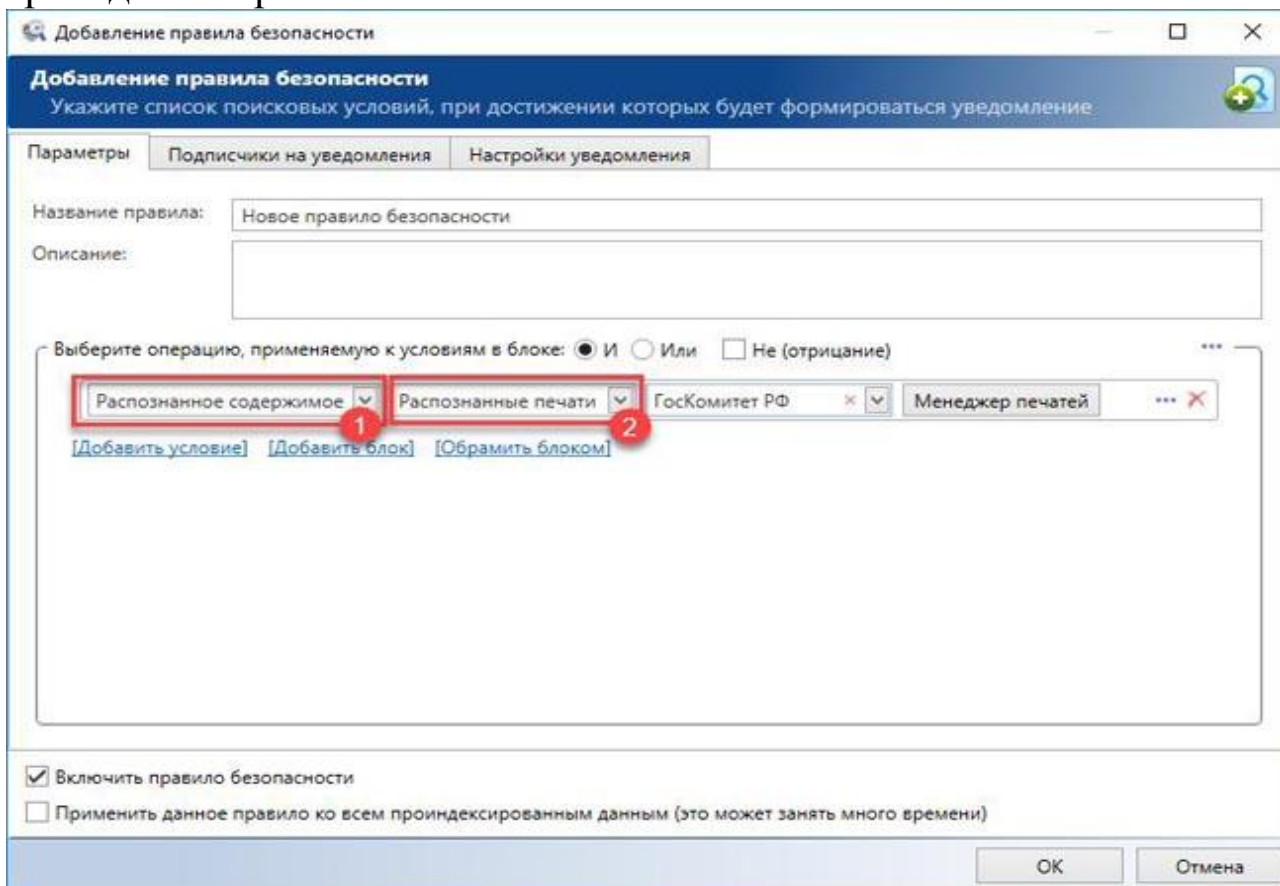 Добавление правила безопасности
Добавление правила безопасности
Укажите список поисковых условий, при достижении которых будет формироваться уведомление
Параметры Подписчики на уведомления Настройки уведомления
Название правила: Новое правило безопасности
Описание:
Выберите операцию, применяемую к условиям в блоке: И Или Не (отрицание) ...
Распознанное содержимое Распознанные печати ГосКомитет РФ Менеджер печатей ...
1 2
[Добавить условие] [Добавить блок] [Обрамить блоком]
Включить правило безопасности
Применить данное правило ко всем проиндексированным данным (это может занять много времени)
OK Отмена